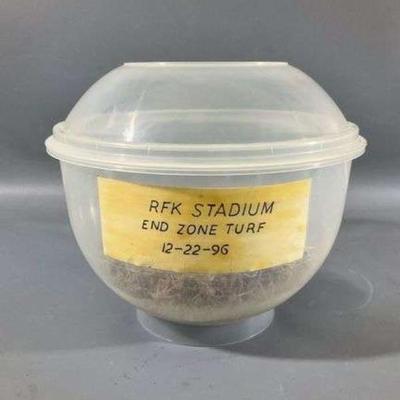 RFK STADIUM
END ZONE TURF
12-22-96